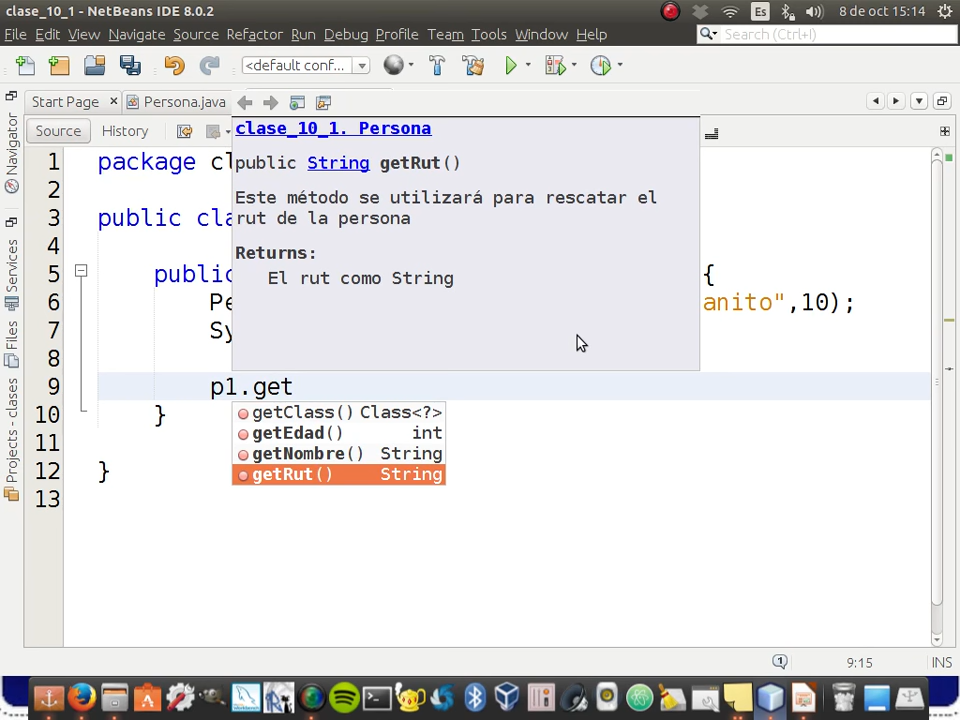 clase_10_1 - NetBeans IDE 8.0.2
Es
8 de oct 15:14
File Edit View Navigate Source Refactor Run Debug Profile Team Tools Window Help
Search (Ctrl+I)
<default conf...
Start Page
Persona.java
Source
History
clase_10_1. Persona
public String getRut()
Este método se utilizará para rescatar el
rut de la persona
Returns:
El rut como String
Navigator
Services
Files
Projects - clases
1 package cl
2
3 public cla
4
5 public {
6 Pe anito",10);
7 Sy
8
9 p1.get
10 }
11
12 }
13
getClass() Class<?>
getEdad() int
getNombre() String
getRut() String
1
9:15
INS